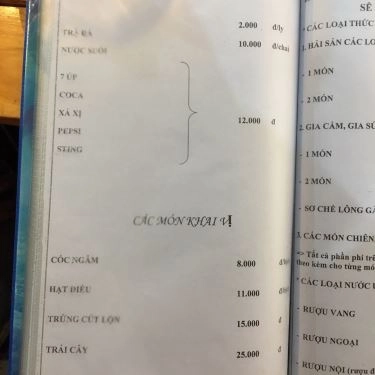 TRÀ ĐÁ 2.000 đ/ly
NƯỚC SUỐI 10.000 đ/chai
7 ÚP
COCA
XÁ XỊ 12.000 đ
PEPSI
STING
CÁC MÓN KHAI VỊ
CÓC NGÂM 8.000
HẠT ĐIỀU 11.000
TRỨNG CÚT LỘN 15.000 đ
TRÁI CÂY 25.000 đ
SẼ
* CÁC LOẠI THỨC
1. HẢI SẢN CÁC LO
- 1 MÓN
- 2 MÓN
2. GIA CẦM, GIA SÚ
- 1 MÓN
- 2 MÓN
- SƠ CHẾ LÔNG GÀ
3. CÁC MÓN CHIÊN
=> Tất cả phần phí trê
theo kèm cho từng mó
* CÁC LOẠI NƯỚC
- RƯỢU VANG
- RƯỢU NGOẠI
- RƯỢU NỘI (rượu đ